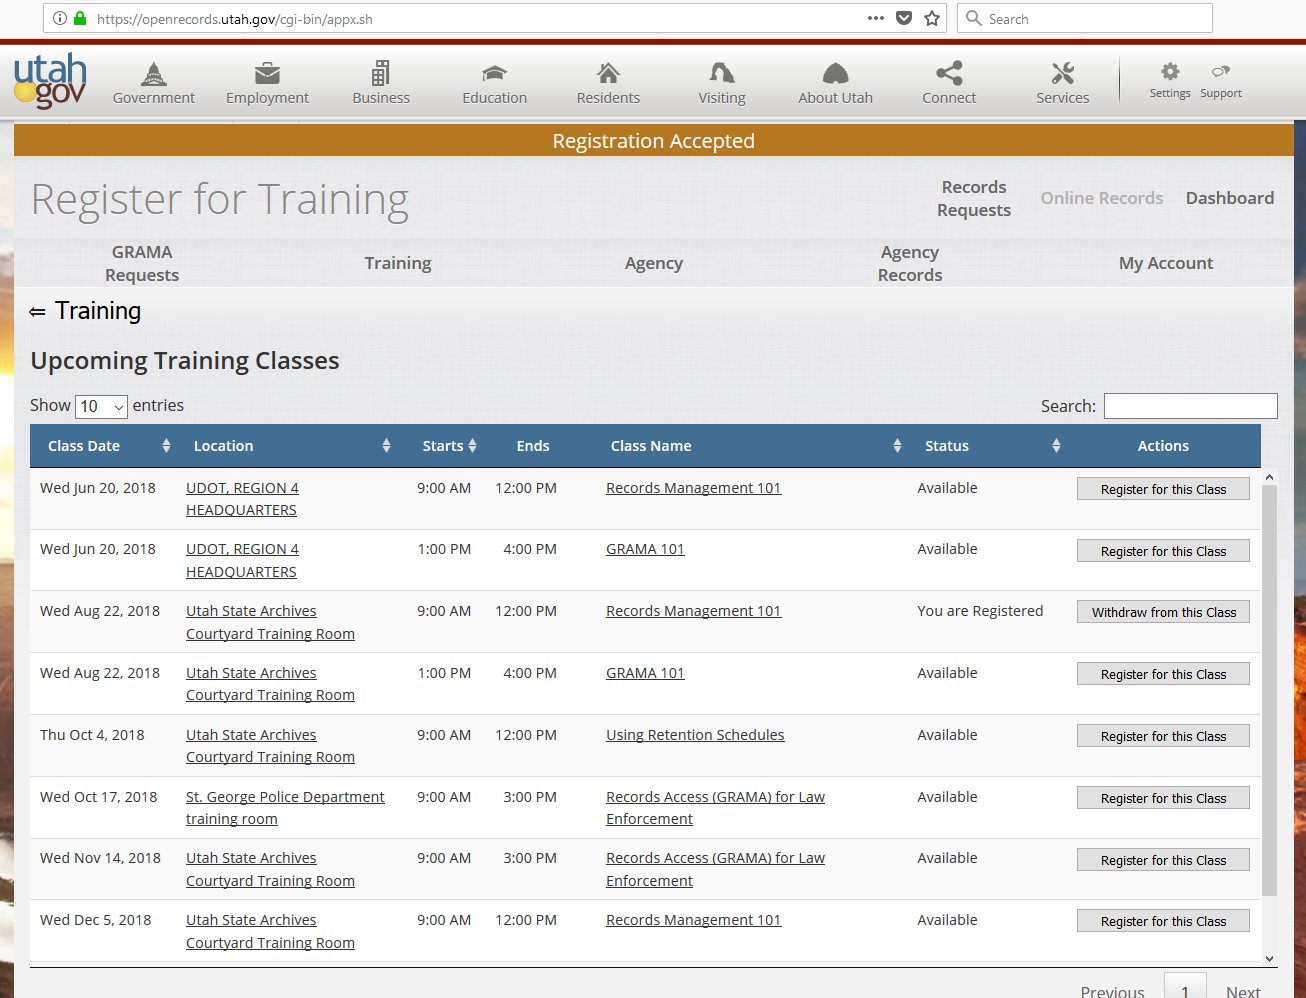 https://openrecords.utah.gov/cgi-bin/appx.sh
Search
utah
gov
Government
Employment
Business
Education
Residents
Visiting
About Utah
Connect
Services
Settings
Support
Registration Accepted
Register for Training
Records
Requests
Online Records
Dashboard
GRAMA
Requests
Training
Agency
Agency
Records
My Account
⇐ Training
Upcoming Training Classes
Show 10 entries
Search:
Class Date Location Starts Ends Class Name Status Actions
Wed Jun 20, 2018 UDOT, REGION 4 9:00 AM 12:00 PM Records Management 101 Available Register for this Class
HEADQUARTERS
Wed Jun 20, 2018 UDOT, REGION 4 1:00 PM 4:00 PM GRAMA 101 Available Register for this Class
HEADQUARTERS
Wed Aug 22, 2018 Utah State Archives 9:00 AM 12:00 PM Records Management 101 You are Registered Withdraw from this Class
Courtyard Training Room
Wed Aug 22, 2018 Utah State Archives 1:00 PM 4:00 PM GRAMA 101 Available Register for this Class
Courtyard Training Room
Thu Oct 4, 2018 Utah State Archives 9:00 AM 12:00 PM Using Retention Schedules Available Register for this Class
Courtyard Training Room
Wed Oct 17, 2018 St. George Police Department 9:00 AM 3:00 PM Records Access (GRAMA) for Law Available Register for this Class
training room Enforcement
Wed Nov 14, 2018 Utah State Archives 9:00 AM 3:00 PM Records Access (GRAMA) for Law Available Register for this Class
Courtyard Training Room Enforcement
Wed Dec 5, 2018 Utah State Archives 9:00 AM 12:00 PM Records Management 101 Available Register for this Class
Courtyard Training Room
Previous 1 Next